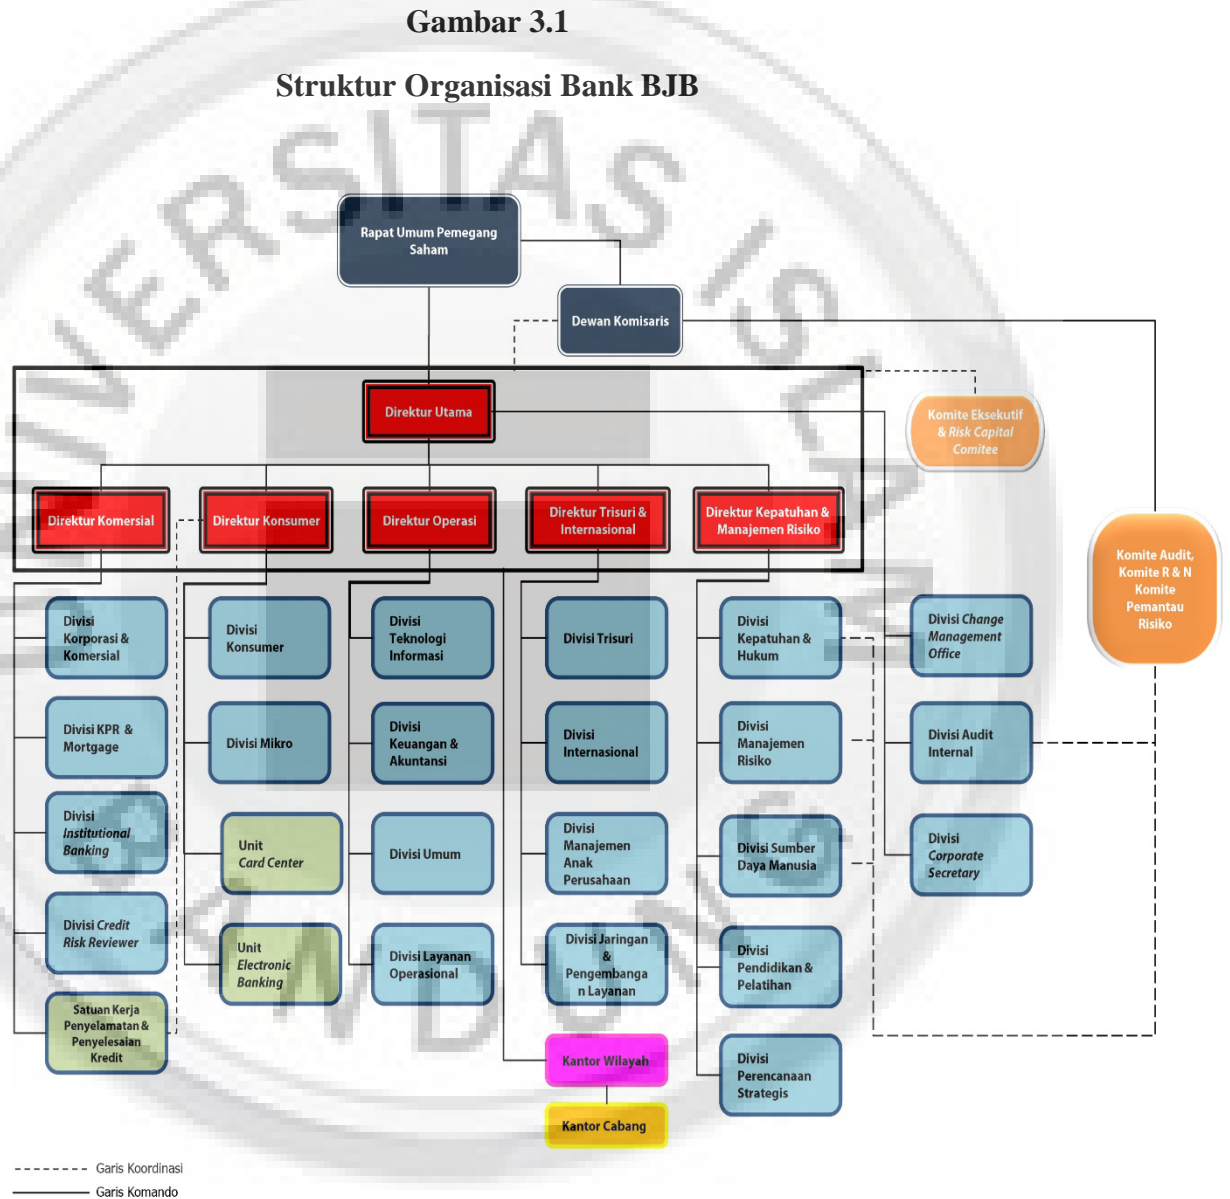 Gambar 3.1
Struktur Organisasi Bank BJB
UNIVERSITAS ISLAM
BANDUNG
Rapat Umum Pemegang
Saham
Dewan Komisaris
Direktur Utama
Komite Eksekutif
& Risk Capital
Comitee
Direktur Komersial
Direktur Konsumer
Direktur Operasi
Direktur Trisuri &
Internasional
Direktur Kepatuhan &
Manajemen Risiko
Komite Audit,
Komite R & N
Komite
Pemantau
Risiko
Divisi
Korporasi &
Komersial
Divisi
Konsumer
Divisi
Teknologi
Informasi
Divisi Trisuri
Divisi
Kepatuhan &
Hukum
Divisi Change
Management
Office
Divisi KPR &
Mortgage
Divisi Mikro
Divisi
Keuangan &
Akuntansi
Divisi
Internasional
Divisi
Manajemen
Risiko
Divisi Audit
Internal
Divisi
Institutional
Banking
Unit
Card Center
Divisi Umum
Divisi
Manajemen
Anak
Perusahaan
Divisi Sumber
Daya Manusia
Divisi
Corporate
Secretary
Divisi Credit
Risk Reviewer
Unit
Electronic
Banking
Divisi Layanan
Operasional
Divisi Jaringan
&
Pengembanga
n Layanan
Divisi
Pendidikan &
Pelatihan
Satuan Kerja
Penyelamatan &
Penyelesaian
Kredit
Kantor Wilayah
Divisi
Perencanaan
Strategis
Kantor Cabang
Garis Koordinasi
Garis Komando